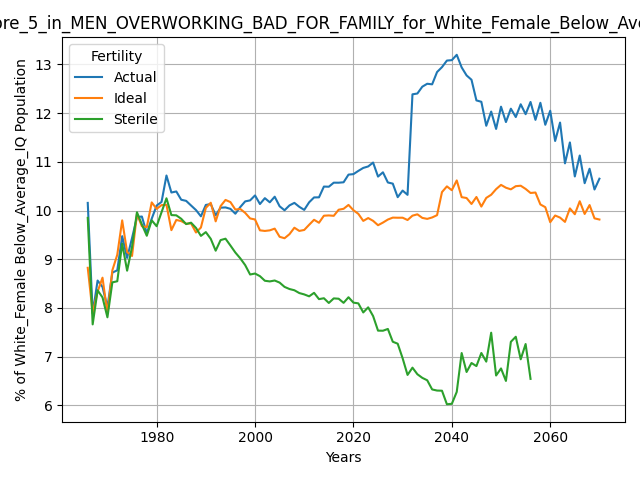 ore_5_in_MEN_OVERWORKING_BAD_FOR_FAMILY_for_White_Female_Below_Ave
Fertility
Actual
Ideal
Sterile
% of White_Female Below_Average_IQ Population
13
12
11
10
9
8
7
6
1980
2000
2020
2040
2060
Years